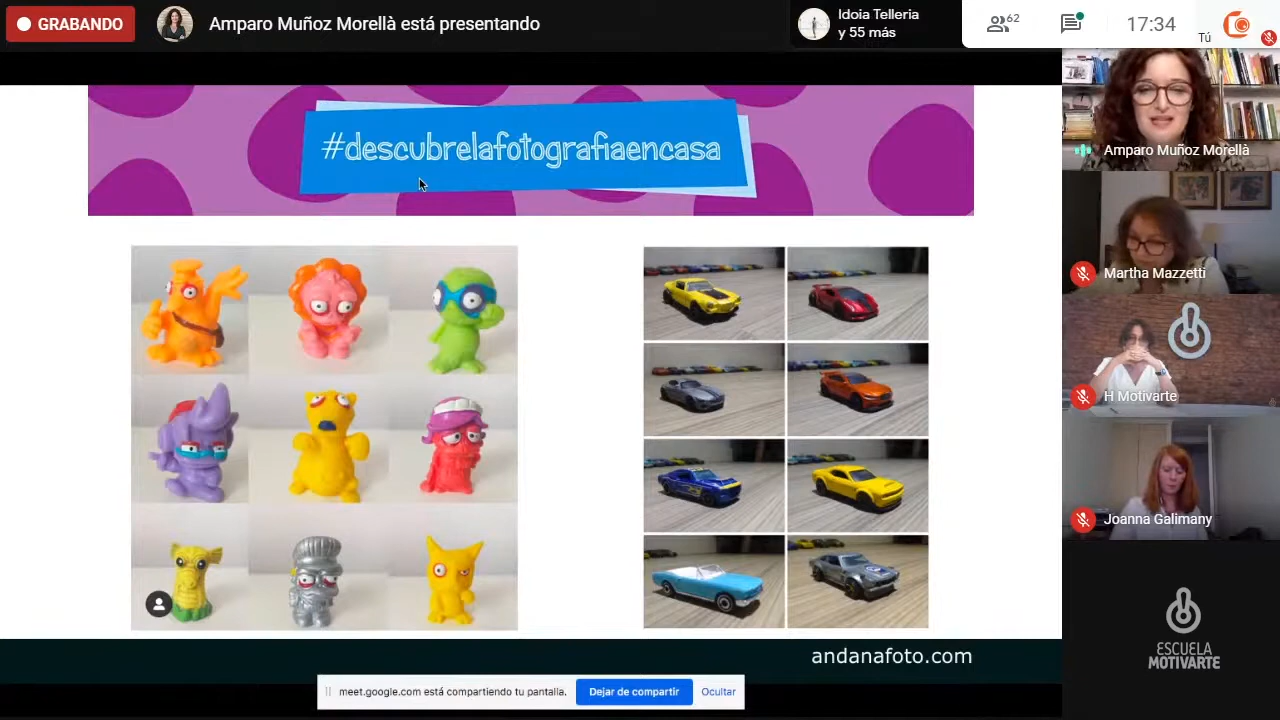 GRABANDO
Amparo Muñoz Morellà está presentando
Idoia Telleria
y 55 más
62
17:34
Tú
#descubrelafotografiaencasa
Amparo Muñoz Morellà
Martha Mazzetti
H Motivarte
Joanna Galimany
ESCUELA
MOTIVARTE
andanafoto.com
meet.google.com está compartiendo tu pantalla.
Dejar de compartir
Ocultar